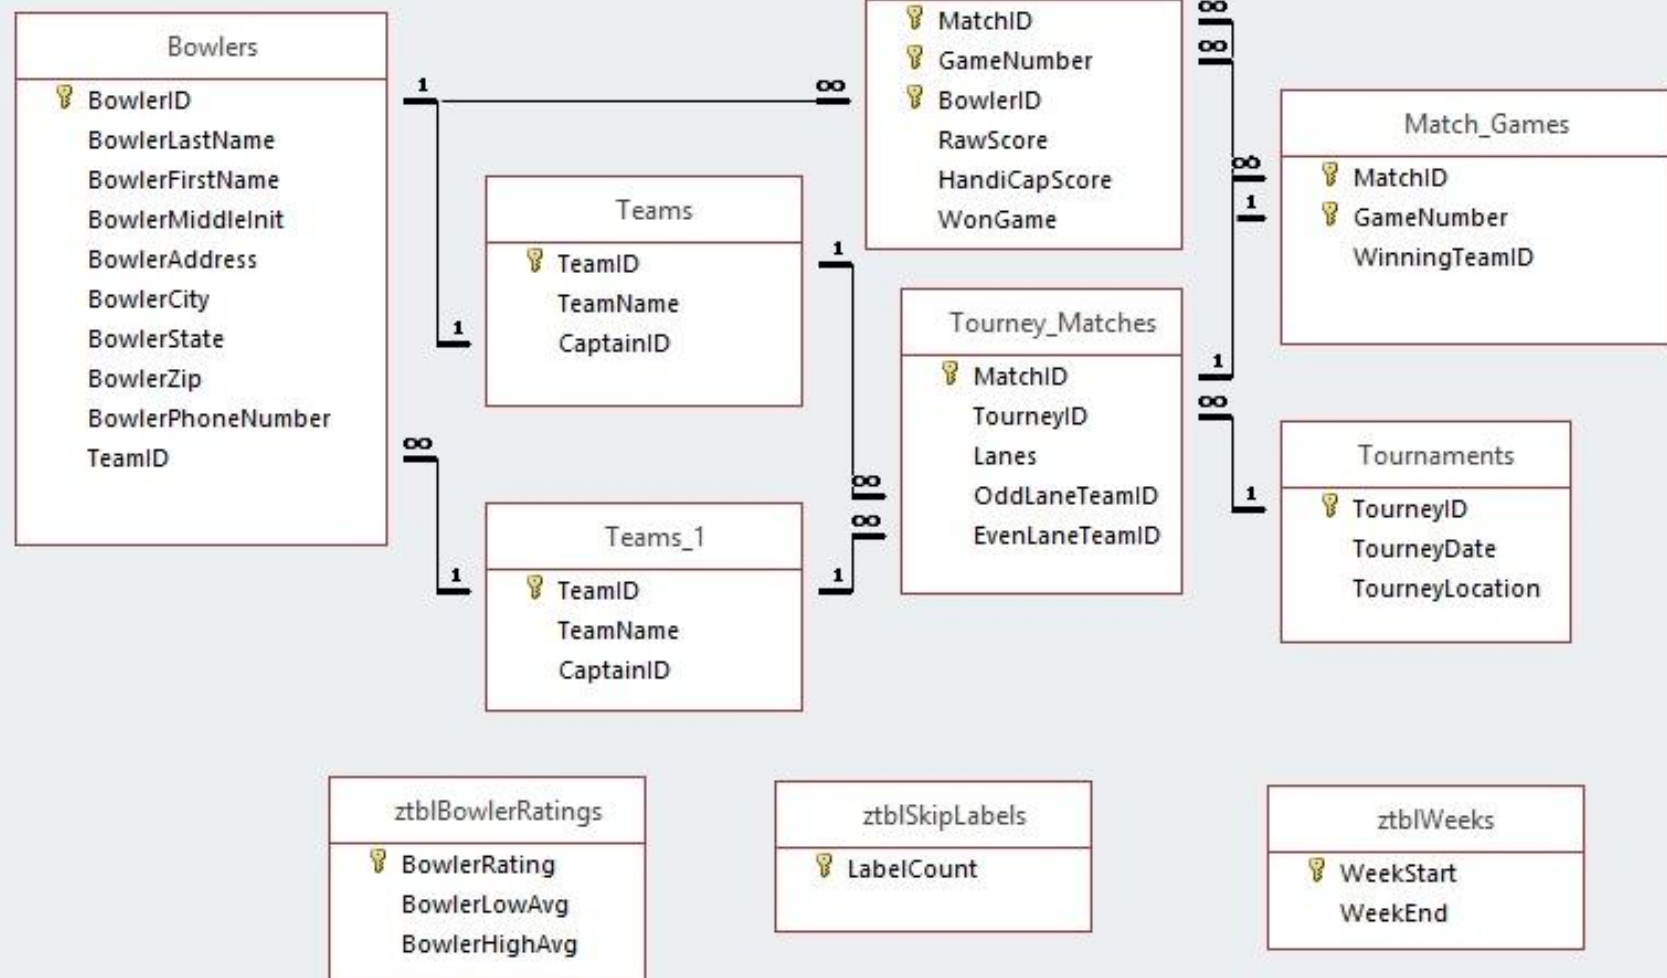 Bowlers
BowlerID
BowlerLastName
BowlerFirstName
BowlerMiddleInit
BowlerAddress
BowlerCity
BowlerState
BowlerZip
BowlerPhoneNumber
TeamID
1
∞
1
∞
1
Teams
TeamID
TeamName
CaptainID
Teams_1
TeamID
TeamName
CaptainID
1
∞
∞
1
MatchID
GameNumber
BowlerID
RawScore
HandiCapScore
WonGame
Tourney_Matches
MatchID
TourneyID
Lanes
OddLaneTeamID
EvenLaneTeamID
∞
∞
∞
1
1
∞
1
Match_Games
MatchID
GameNumber
WinningTeamID
Tournaments
TourneyID
TourneyDate
TourneyLocation
ztblBowlerRatings
BowlerRating
BowlerLowAvg
BowlerHighAvg
ztblSkipLabels
LabelCount
ztblWeeks
WeekStart
WeekEnd